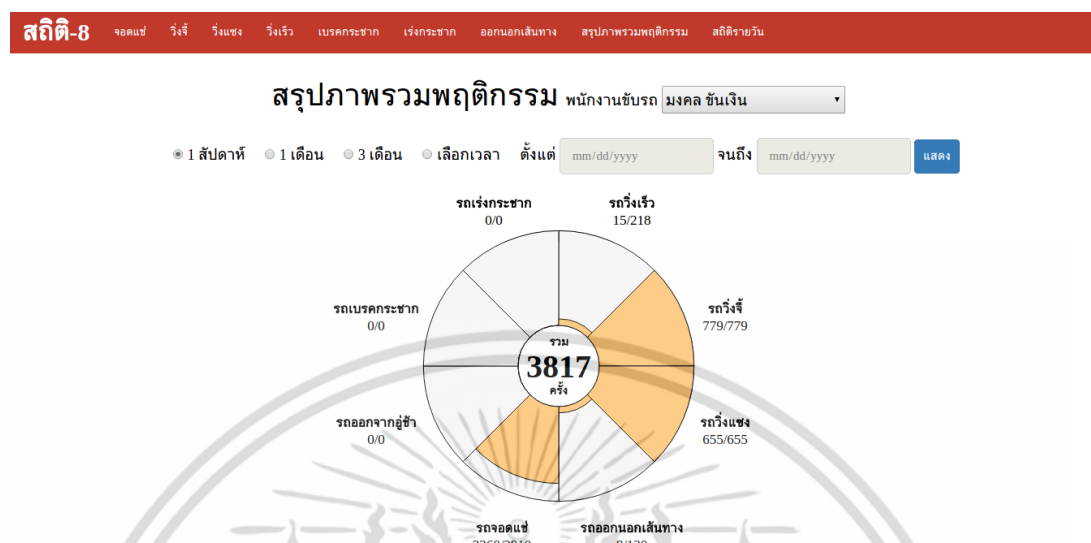 สถิติ-8 จอดแช่ วิ่งจี้ วิ่งแซง วิ่งเร็ว เบรคกระชาก เร่งกระชาก ออกนอกเส้นทาง สรุปภาพรวมพฤติกรรม สถิติรายวัน
สรุปภาพรวมพฤติกรรม พนักงานขับรถ มงคล ขันเงิน
1 สัปดาห์ 1 เดือน 3 เดือน เลือกเวลา ตั้งแต่ mm/dd/yyyy จนถึง mm/dd/yyyy แสดง
รถเร่งกระชาก
0/0
รถวิ่งเร็ว
15/218
รถเบรคกระชาก
0/0
รถวิ่งจี้
779/779
รวม
3817
ครั้ง
รถออกจากอู่ช้า
0/0
รถวิ่งแซง
655/655
รถจอดแช่
รถออกนอกเส้นทาง